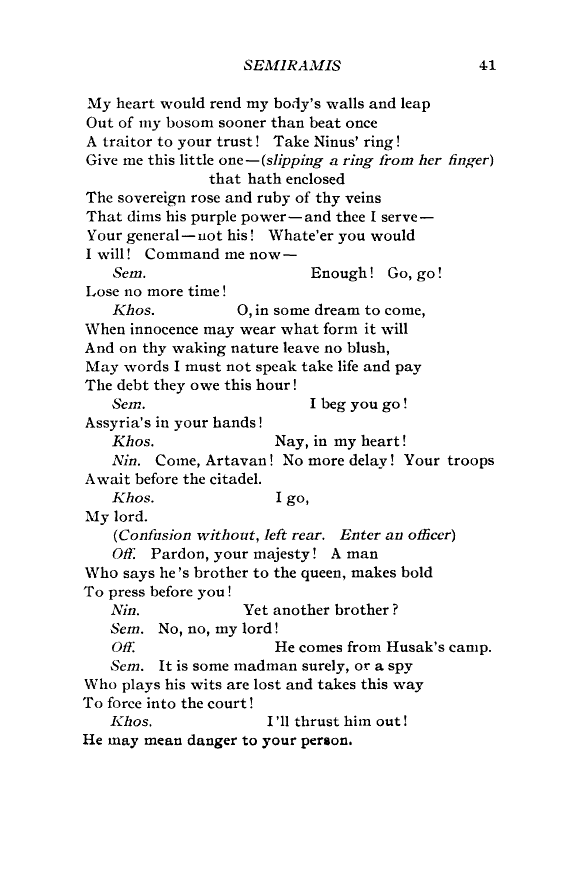 SEMIRAMIS 41
My heart would rend my body's walls and leap
Out of my bosom sooner than beat once
A traitor to your trust! Take Ninus' ring!
Give me this little one—(slipping a ring from her finger)
that hath enclosed
The sovereign rose and ruby of thy veins
That dims his purple power—and thee I serve—
Your general—not his! Whate'er you would
I will! Command me now—
Sem. Enough! Go, go!
Lose no more time!
Khos. O, in some dream to come,
When innocence may wear what form it will
And on thy waking nature leave no blush,
May words I must not speak take life and pay
The debt they owe this hour!
Sem. I beg you go!
Assyria's in your hands!
Khos. Nay, in my heart!
Nin. Come, Artavan! No more delay! Your troops
Await before the citadel.
Khos. I go,
My lord.
(Confusion without, left rear. Enter an officer)
Off. Pardon, your majesty! A man
Who says he's brother to the queen, makes bold
To press before you!
Nin. Yet another brother?
Sem. No, no, my lord!
Off. He comes from Husak's camp.
Sem. It is some madman surely, or a spy
Who plays his wits are lost and takes this way
To force into the court!
Khos. I'll thrust him out!
He may mean danger to your person.